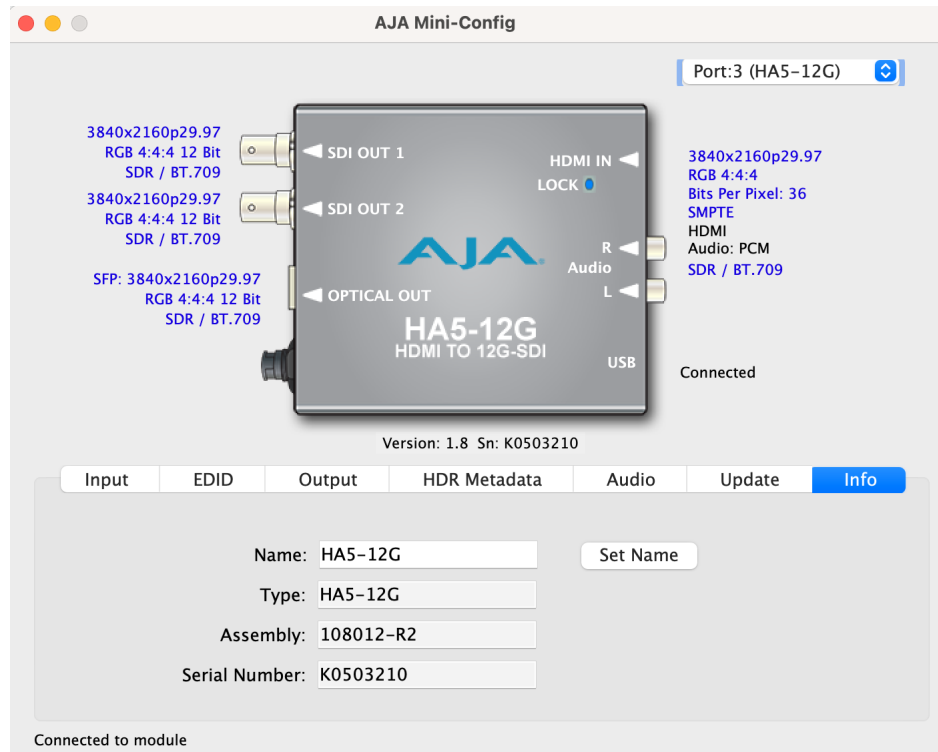 AJA Mini-Config
Port:3 (HA5-12G)
3840x2160p29.97
RGB 4:4:4 12 Bit
SDR / BT.709
3840x2160p29.97
RGB 4:4:4 12 Bit
SDR / BT.709
SFP: 3840x2160p29.97
RGB 4:4:4 12 Bit
SDR / BT.709
SDI OUT 1
SDI OUT 2
OPTICAL OUT
HDMI IN
LOCK
AJA
R
Audio
L
HA5-12G
HDMI TO 12G-SDI
USB
3840x2160p29.97
RGB 4:4:4
Bits Per Pixel: 36
SMPTE
HDMI
Audio: PCM
SDR / BT.709
Connected
Version: 1.8 Sn: K0503210
Input EDID Output HDR Metadata Audio Update Info
Name: HA5-12G Set Name
Type: HA5-12G
Assembly: 108012-R2
Serial Number: K0503210
Connected to module